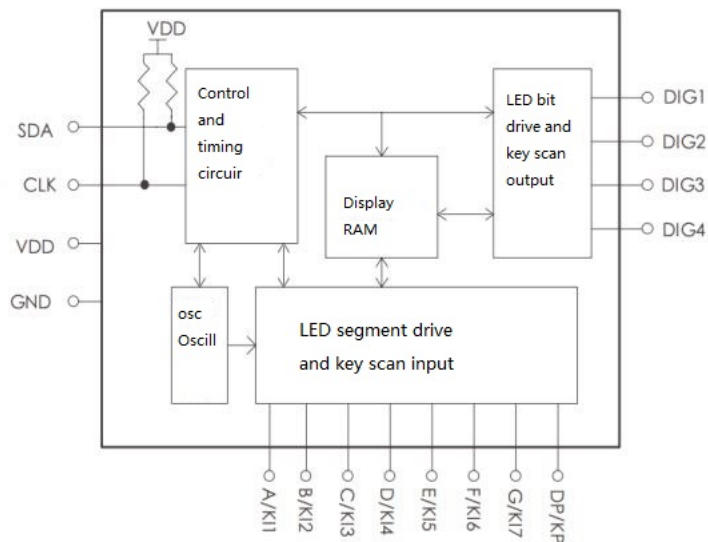 VDD
Control
and
timing
circuir
LED bit
drive and
key scan
output
DIG1
DIG2
DIG3
DIG4
SDA
CLK
VDD
GND
Display
RAM
osc
Oscill
LED segment drive
and key scan input
A/KI1
B/KI2
C/KI3
D/KI4
E/KI5
F/KI6
G/KI7
DP/KP